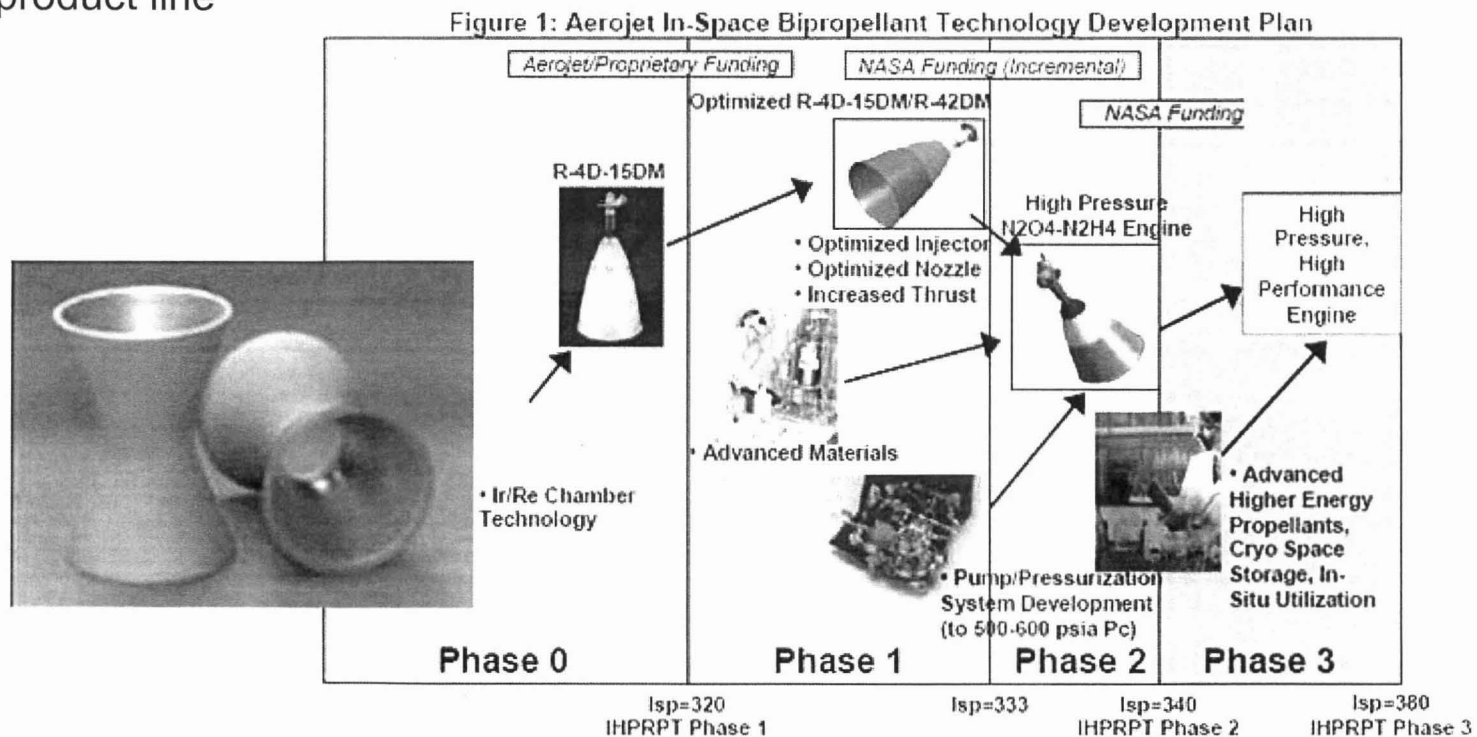 product line
Figure 1: Aerojet In-Space Bipropellant Technology Development Plan
Aerojet/Proprietary Funding
NASA Funding (Incremental)
NASA Funding
Optimized R-4D-15DM/R-42DM
R-4D-15DM
• Optimized Injector
• Optimized Nozzle
• Increased Thrust
High Pressure
N2O4-N2H4 Engine
High
Pressure,
High
Performance
Engine
• Ir/Re Chamber
Technology
• Advanced Materials
• Pump/Pressurization
System Development
(to 500-600 psia Pc)
• Advanced
Higher Energy
Propellants,
Cryo Space
Storage, In-
Situ Utilization
Phase 0
Phase 1
Phase 2
Phase 3
Isp=320
IHPRPT Phase 1
Isp=333
Isp=340
IHPRPT Phase 2
Isp=380
IHPRPT Phase 3